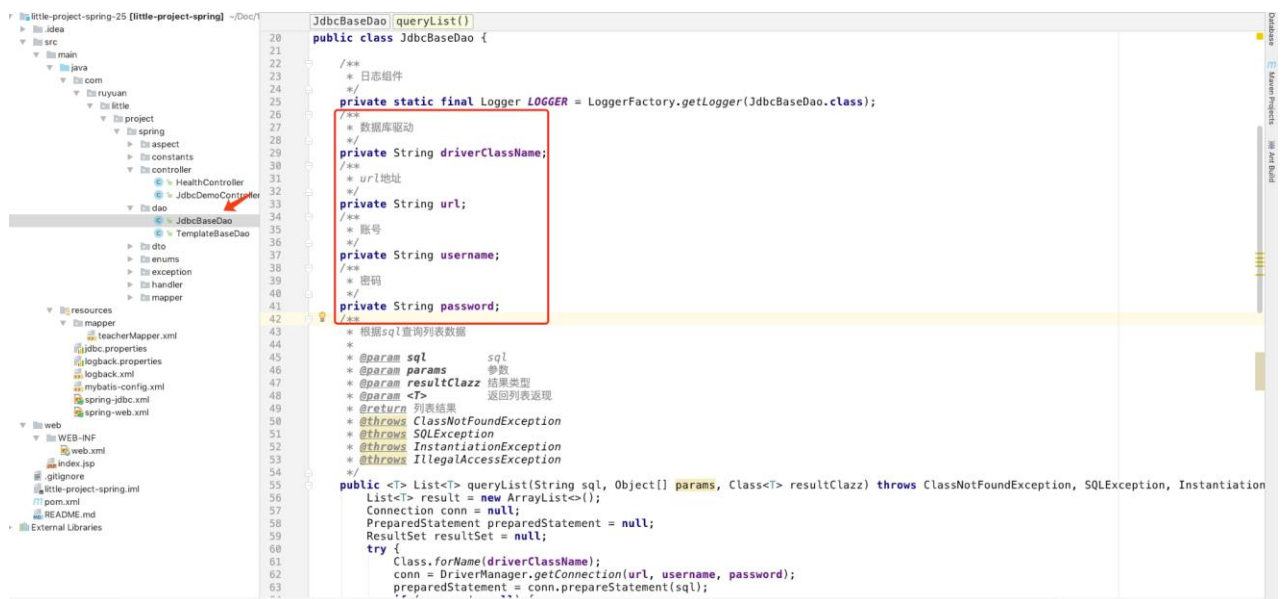 little-project-spring-25 [little-project-spring] ~/Doc/1
.idea
src
main
java
com
ruyuan
little
project
spring
aspect
constants
controller
HealthController
JdbcDemoController
dao
JdbcBaseDao
TemplateBaseDao
dto
enums
exception
handler
mapper
resources
mapper
teacherMapper.xml
jdbc.properties
logback.properties
logback.xml
mybatis-config.xml
spring-jdbc.xml
spring-web.xml
web
WEB-INF
web.xml
index.jsp
.gitignore
little-project-spring.iml
pom.xml
README.md
External Libraries
JdbcBaseDao queryList()
20 public class JdbcBaseDao {
21
22 /**
23 * 日志组件
24 */
25 private static final Logger LOGGER = LoggerFactory.getLogger(JdbcBaseDao.class);
26 /**
27 * 数据库驱动
28 */
29 private String driverClassName;
30 /**
31 * url地址
32 */
33 private String url;
34 /**
35 * 账号
36 */
37 private String username;
38 /**
39 * 密码
40 */
41 private String password;
42 /**
43 * 根据sql查询列表数据
44 *
45 * @param sql sql
46 * @param params 参数
47 * @param resultClazz 结果类型
48 * @param <T> 返回列表返现
49 * @return 列表结果
50 * @throws ClassNotFoundException
51 * @throws SQLException
52 * @throws InstantiationException
53 * @throws IllegalAccessException
54 */
55 public <T> List<T> queryList(String sql, Object[] params, Class<T> resultClazz) throws ClassNotFoundException, SQLException, Instantiation
56 List<T> result = new ArrayList<>();
57 Connection conn = null;
58 PreparedStatement preparedStatement = null;
59 ResultSet resultSet = null;
60 try {
61 Class.forName(driverClassName);
62 conn = DriverManager.getConnection(url, username, password);
63 preparedStatement = conn.prepareStatement(sql);
Database
Maven Projects
Ant Build